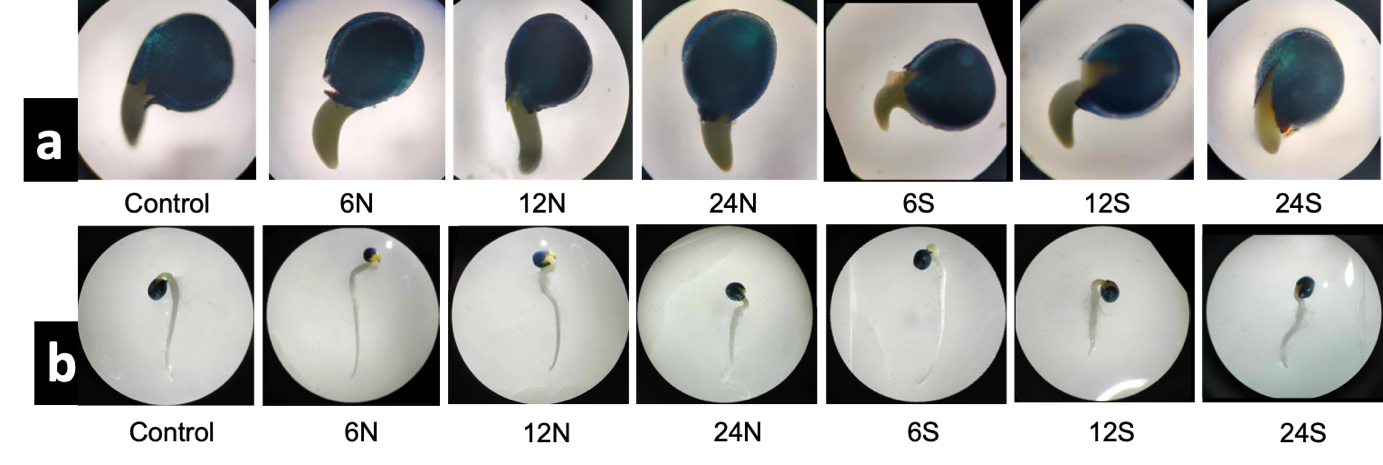 a
Control 6N 12N 24N 6S 12S 24S
b
Control 6N 12N 24N 6S 12S 24S